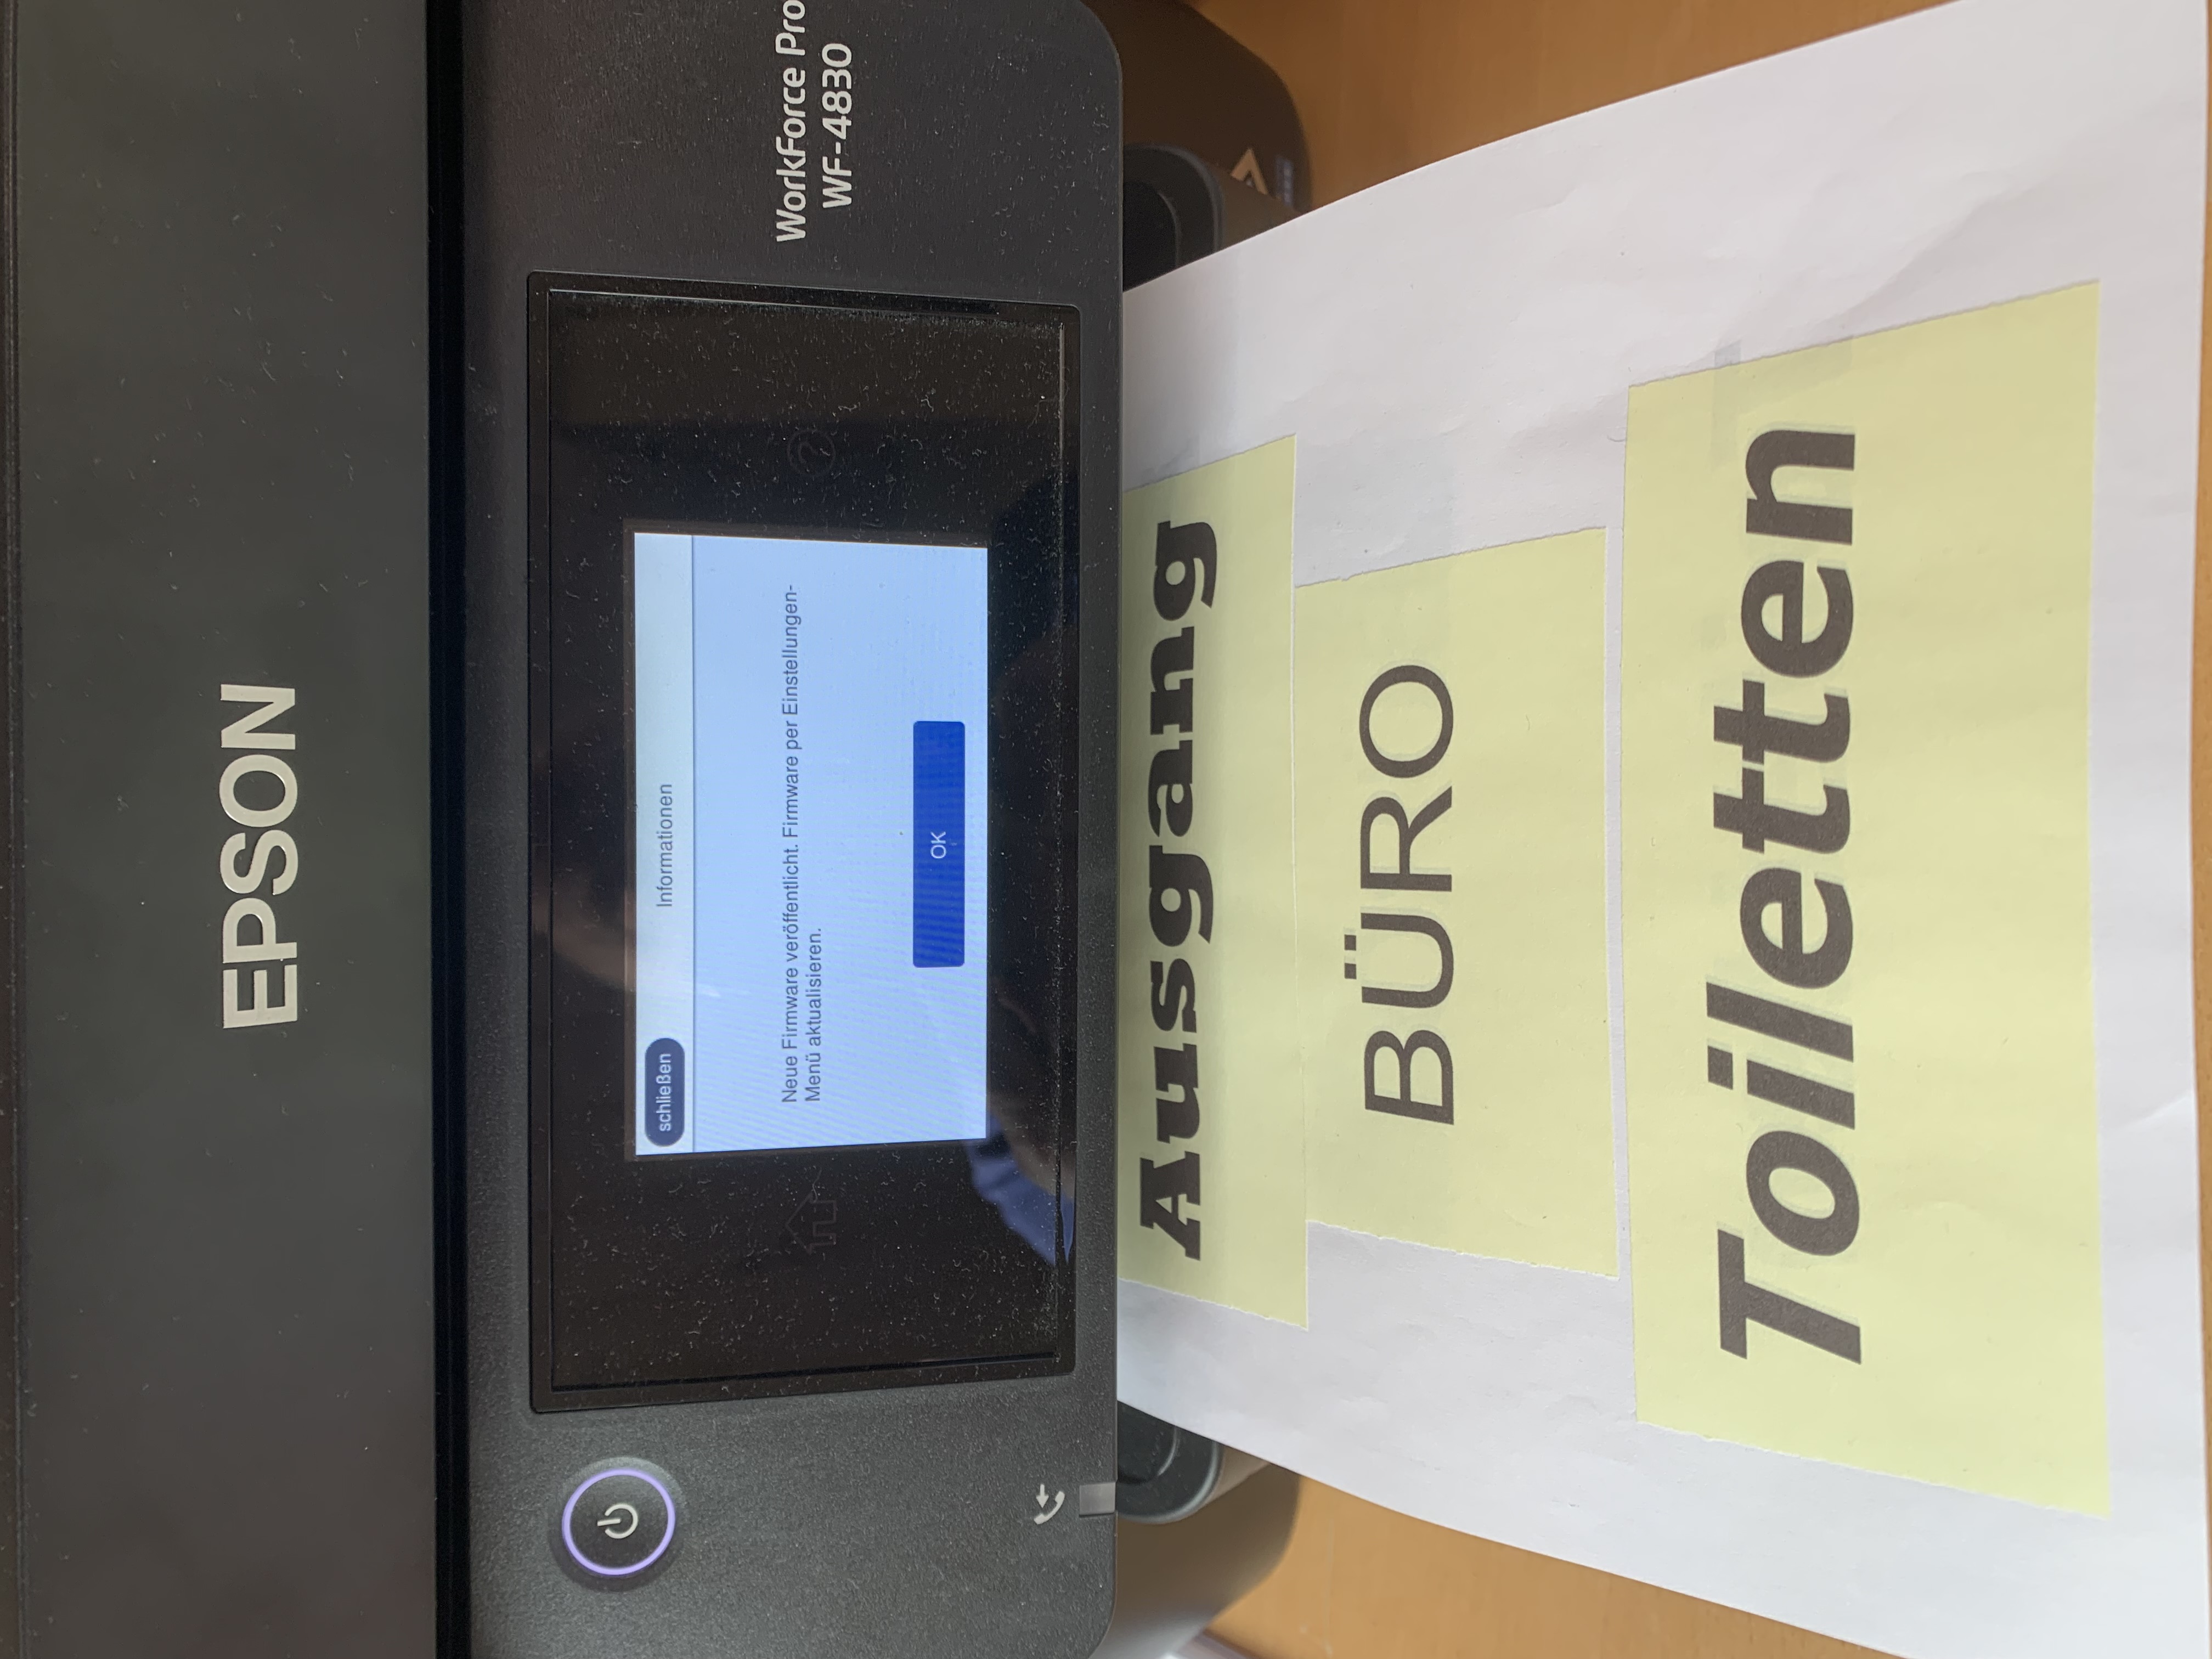 EPSON
WorkForce Pro
WF-4830
schließen
Informationen
Neue Firmware veröffentlicht. Firmware per Einstellungen-
Menü aktualisieren.
OK
Ausgang
BÜRO
Toiletten